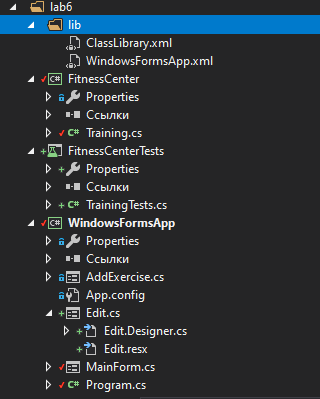 lab6
lib
ClassLibrary.xml
WindowsFormsApp.xml
FitnessCenter
Properties
Ссылки
Training.cs
FitnessCenterTests
Properties
Ссылки
TrainingTests.cs
WindowsFormsApp
Properties
Ссылки
AddExercise.cs
App.config
Edit.cs
Edit.Designer.cs
Edit.resx
MainForm.cs
Program.cs